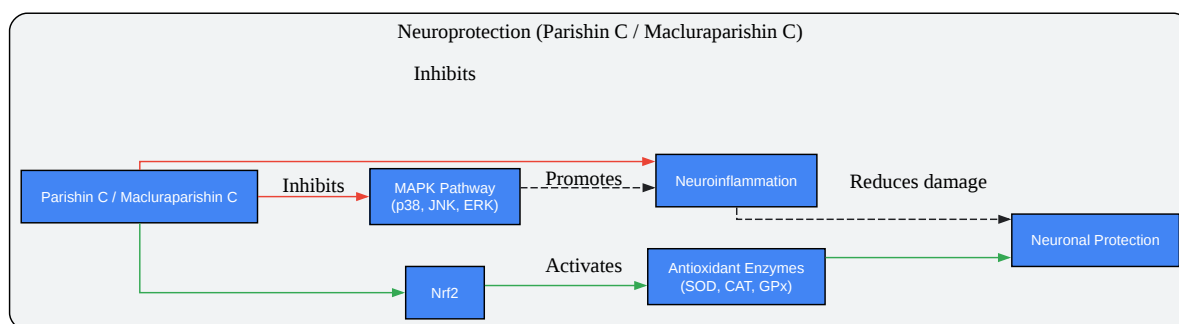 Neuroprotection (Parishin C / Macluraparishin C)
Inhibits
Parishin C / Macluraparishin C
Inhibits
MAPK Pathway
(p38, JNK, ERK)
Promotes
Neuroinflammation
Reduces damage
Neuronal Protection
Nrf2
Activates
Antioxidant Enzymes
(SOD, CAT, GPx)